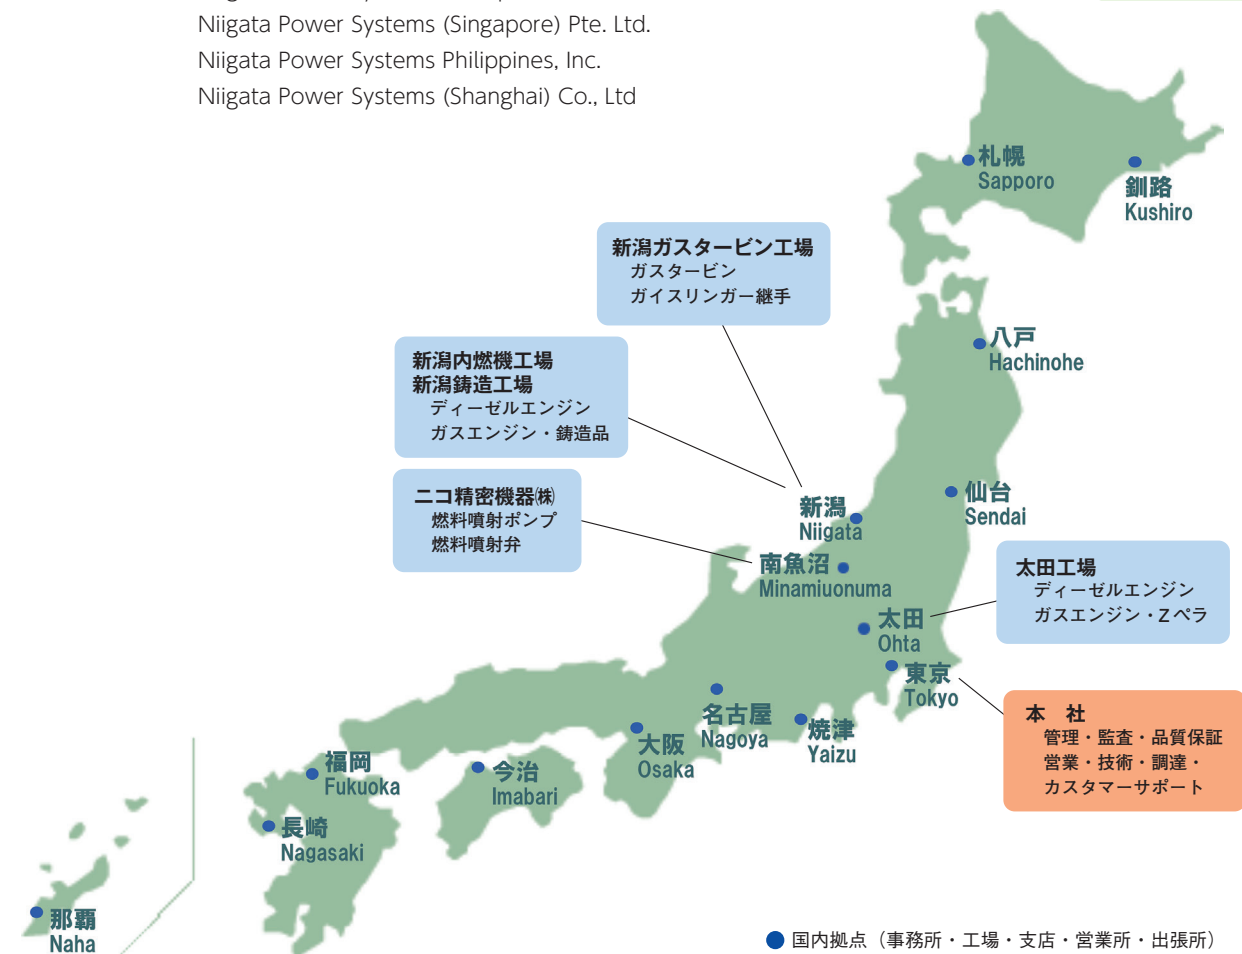 Niigata Power Systems (Singapore) Pte. Ltd.
Niigata Power Systems Philippines, Inc.
Niigata Power Systems (Shanghai) Co., Ltd
札幌
Sapporo
釧路
Kushiro
新潟ガスタービン工場
ガスタービン
ガイスリンガー継手
八戸
Hachinohe
新潟内燃機工場
新潟鋳造工場
ディーゼルエンジン
ガスエンジン・鋳造品
ニコ精密機器㈱
燃料噴射ポンプ
燃料噴射弁
新潟
Niigata
仙台
Sendai
南魚沼
Minamiuonuma
太田工場
ディーゼルエンジン
ガスエンジン・Zペラ
太田
Ohta
東京
Tokyo
本　社
管理・監査・品質保証
営業・技術・調達・
カスタマーサポート
名古屋
Nagoya
焼津
Yaizu
大阪
Osaka
今治
Imabari
福岡
Fukuoka
長崎
Nagasaki
那覇
Naha
国内拠点（事務所・工場・支店・営業所・出張所）